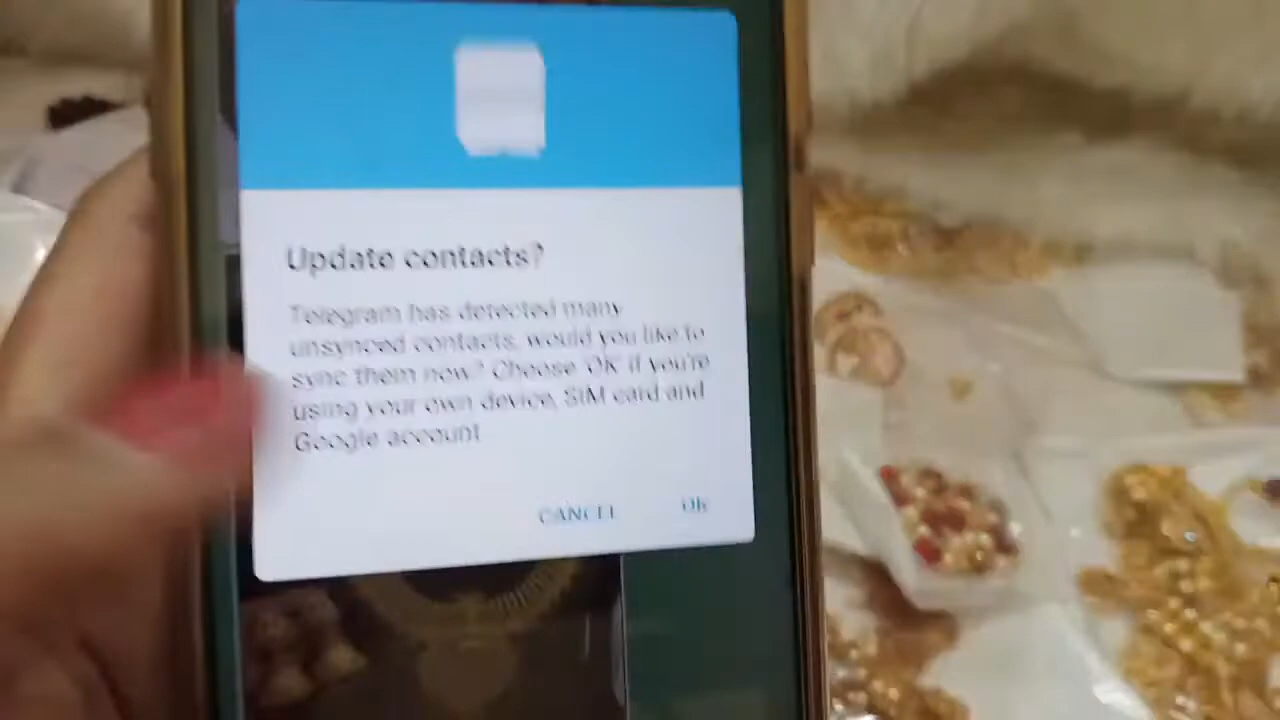 Update contacts?
Telegram has detected many
unsynced contacts, would you like to
sync them now? Choose 'OK' if you're
using your own device, SIM card and
Google account
CANCEL OK